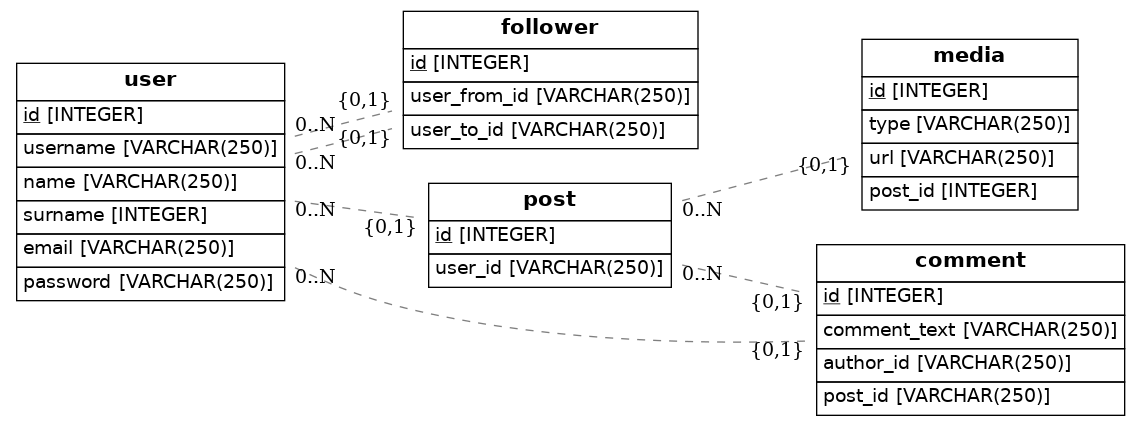 user
id [INTEGER]
username [VARCHAR(250)]
name [VARCHAR(250)]
surname [INTEGER]
email [VARCHAR(250)]
password [VARCHAR(250)]
0..N
{0,1}
0..N
{0,1}
0..N
{0,1}
0..N
{0,1}
follower
id [INTEGER]
user_from_id [VARCHAR(250)]
user_to_id [VARCHAR(250)]
post
id [INTEGER]
user_id [VARCHAR(250)]
0..N
{0,1}
0..N
{0,1}
media
id [INTEGER]
type [VARCHAR(250)]
url [VARCHAR(250)]
post_id [INTEGER]
comment
id [INTEGER]
comment_text [VARCHAR(250)]
author_id [VARCHAR(250)]
post_id [VARCHAR(250)]